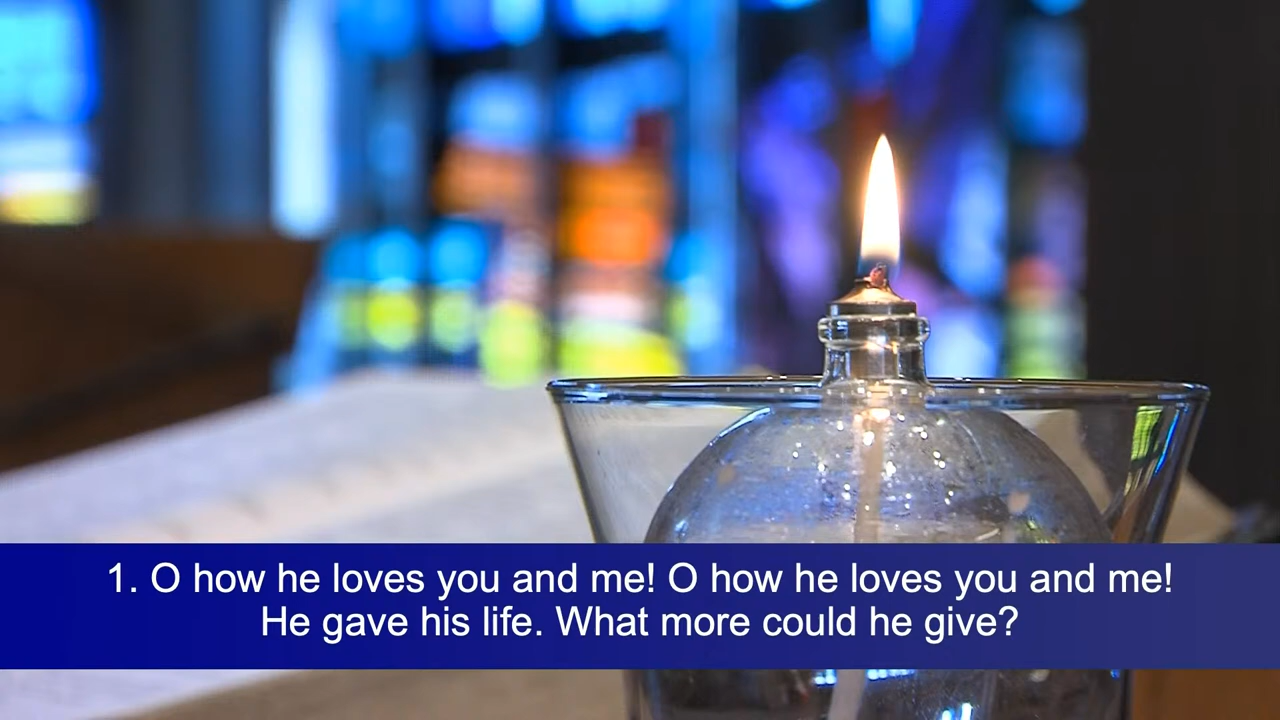 1. O how he loves you and me! O how he loves you and me!
He gave his life. What more could he give?